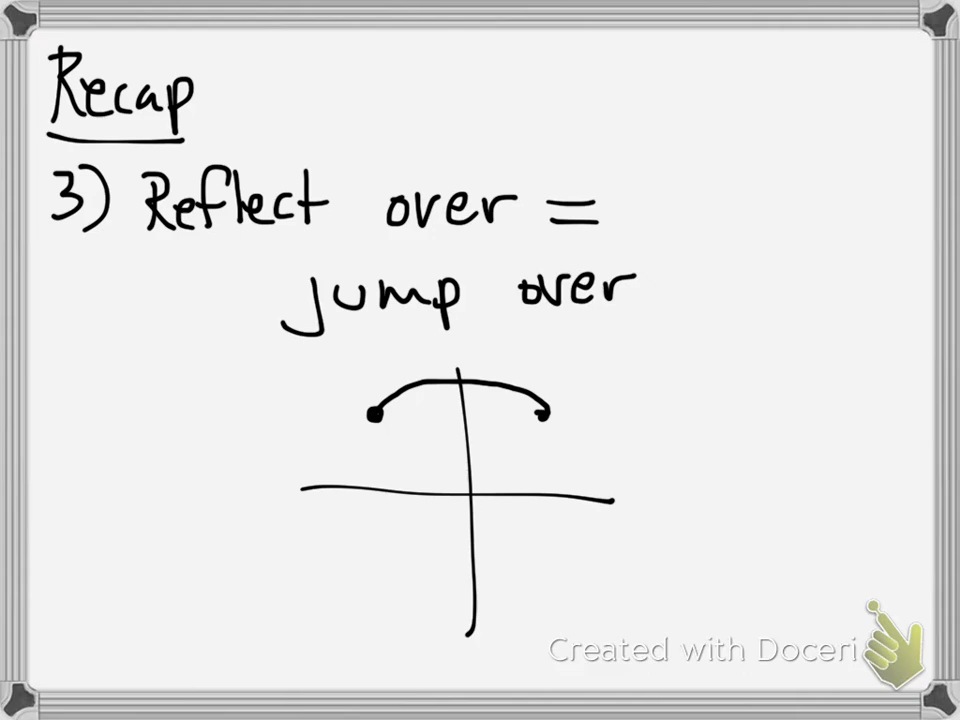 Recap
3) Reflect over =
jump over
Created with Doceri